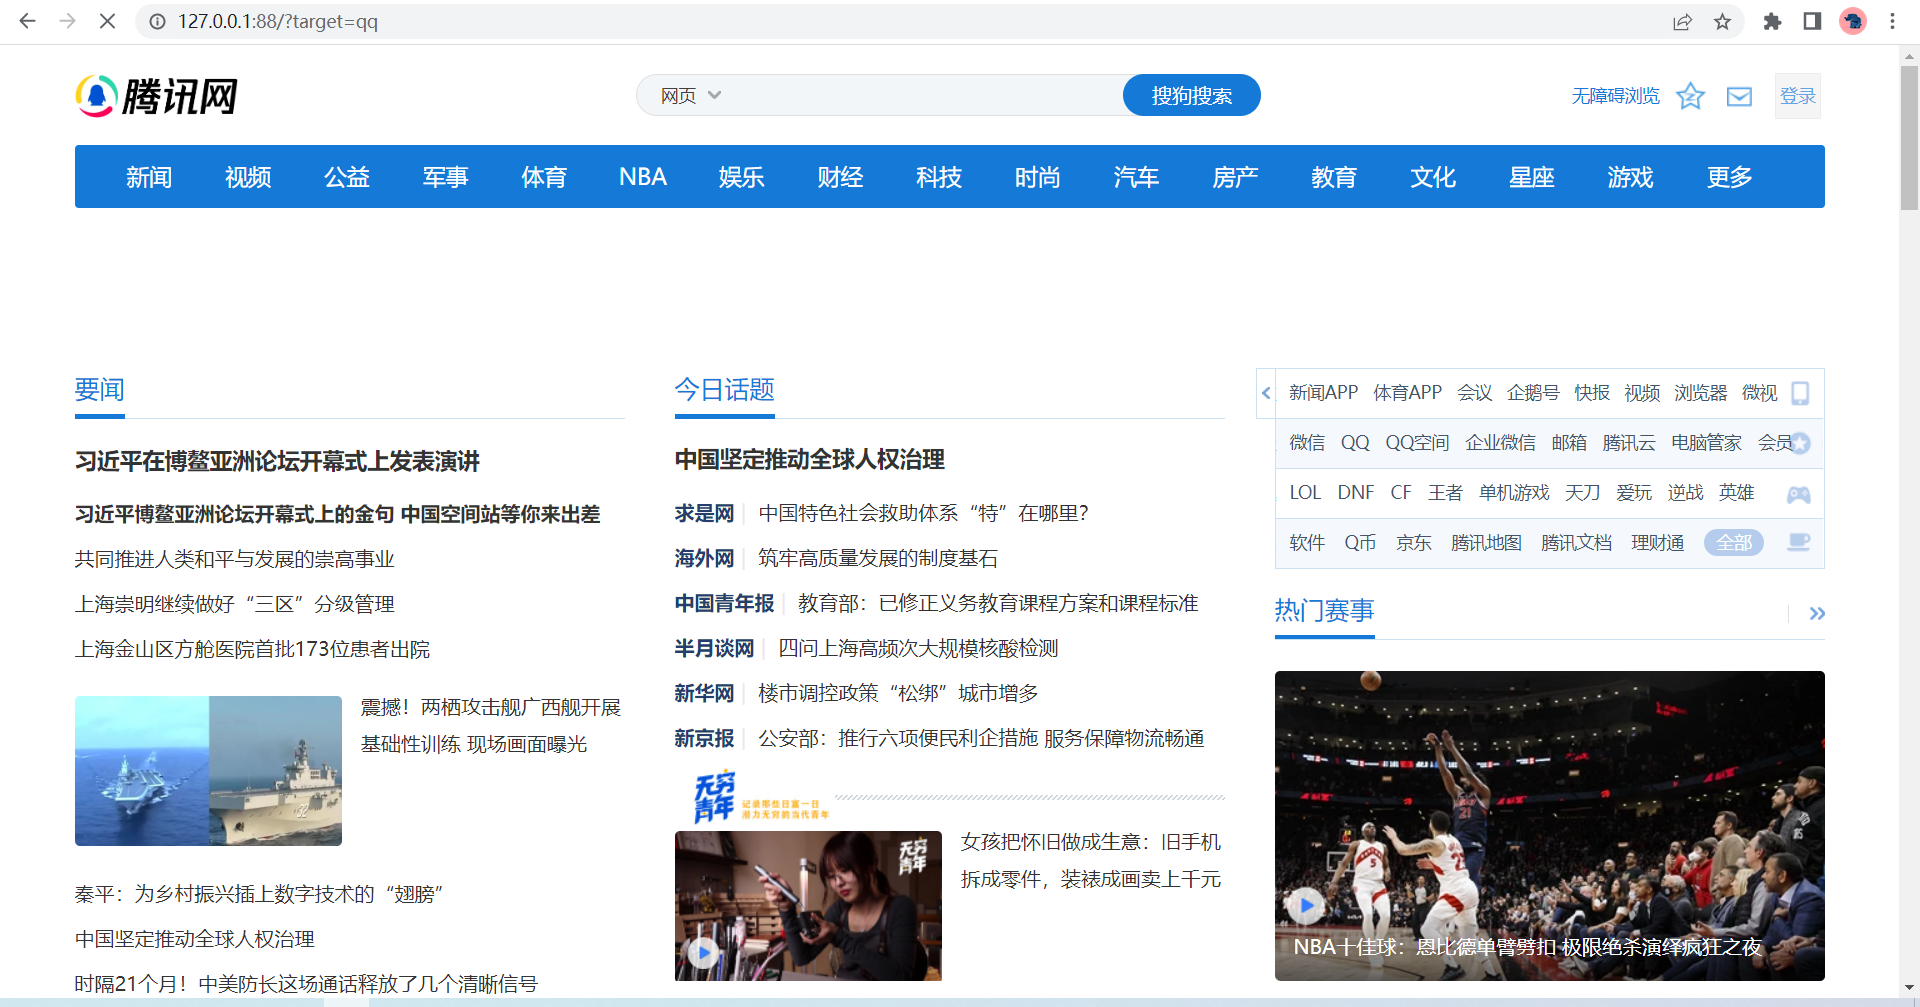 127.0.0.1:88/?target=qq
腾讯网
网页
搜狗搜索
无障碍浏览
登录
新闻 视频 公益 军事 体育 NBA 娱乐 财经 科技 时尚 汽车 房产 教育 文化 星座 游戏 更多
要闻
习近平在博鳌亚洲论坛开幕式上发表演讲
习近平博鳌亚洲论坛开幕式上的金句 中国空间站等你来出差
共同推进人类和平与发展的崇高事业
上海崇明继续做好“三区”分级管理
上海金山区方舱医院首批173位患者出院
震撼！两栖攻击舰广西舰开展
基础性训练 现场画面曝光
32
秦平：为乡村振兴插上数字技术的“翅膀”
中国坚定推动全球人权治理
时隔21个月！中美防长这场通话释放了几个清晰信号
今日话题
中国坚定推动全球人权治理
求是网 中国特色社会救助体系“特”在哪里？
海外网 筑牢高质量发展的制度基石
中国青年报 教育部：已修正义务教育课程方案和课程标准
半月谈网 四问上海高频次大规模核酸检测
新华网 楼市调控政策“松绑”城市增多
新京报 公安部：推行六项便民利企措施 服务保障物流畅通
无穷
青年
记录那些日富一日
潜力无穷的当代青年
无穷
青年
女孩把怀旧做成生意：旧手机
拆成零件，装裱成画卖上千元
新闻APP 体育APP 会议 企鹅号 快报 视频 浏览器 微视
微信 QQ QQ空间 企业微信 邮箱 腾讯云 电脑管家 会员
LOL DNF CF 王者 单机游戏 天刀 爱玩 逆战 英雄
软件 Q币 京东 腾讯地图 腾讯文档 理财通 全部
热门赛事
21
5
NBA十佳球：恩比德单臂劈扣 极限绝杀演绎疯狂之夜